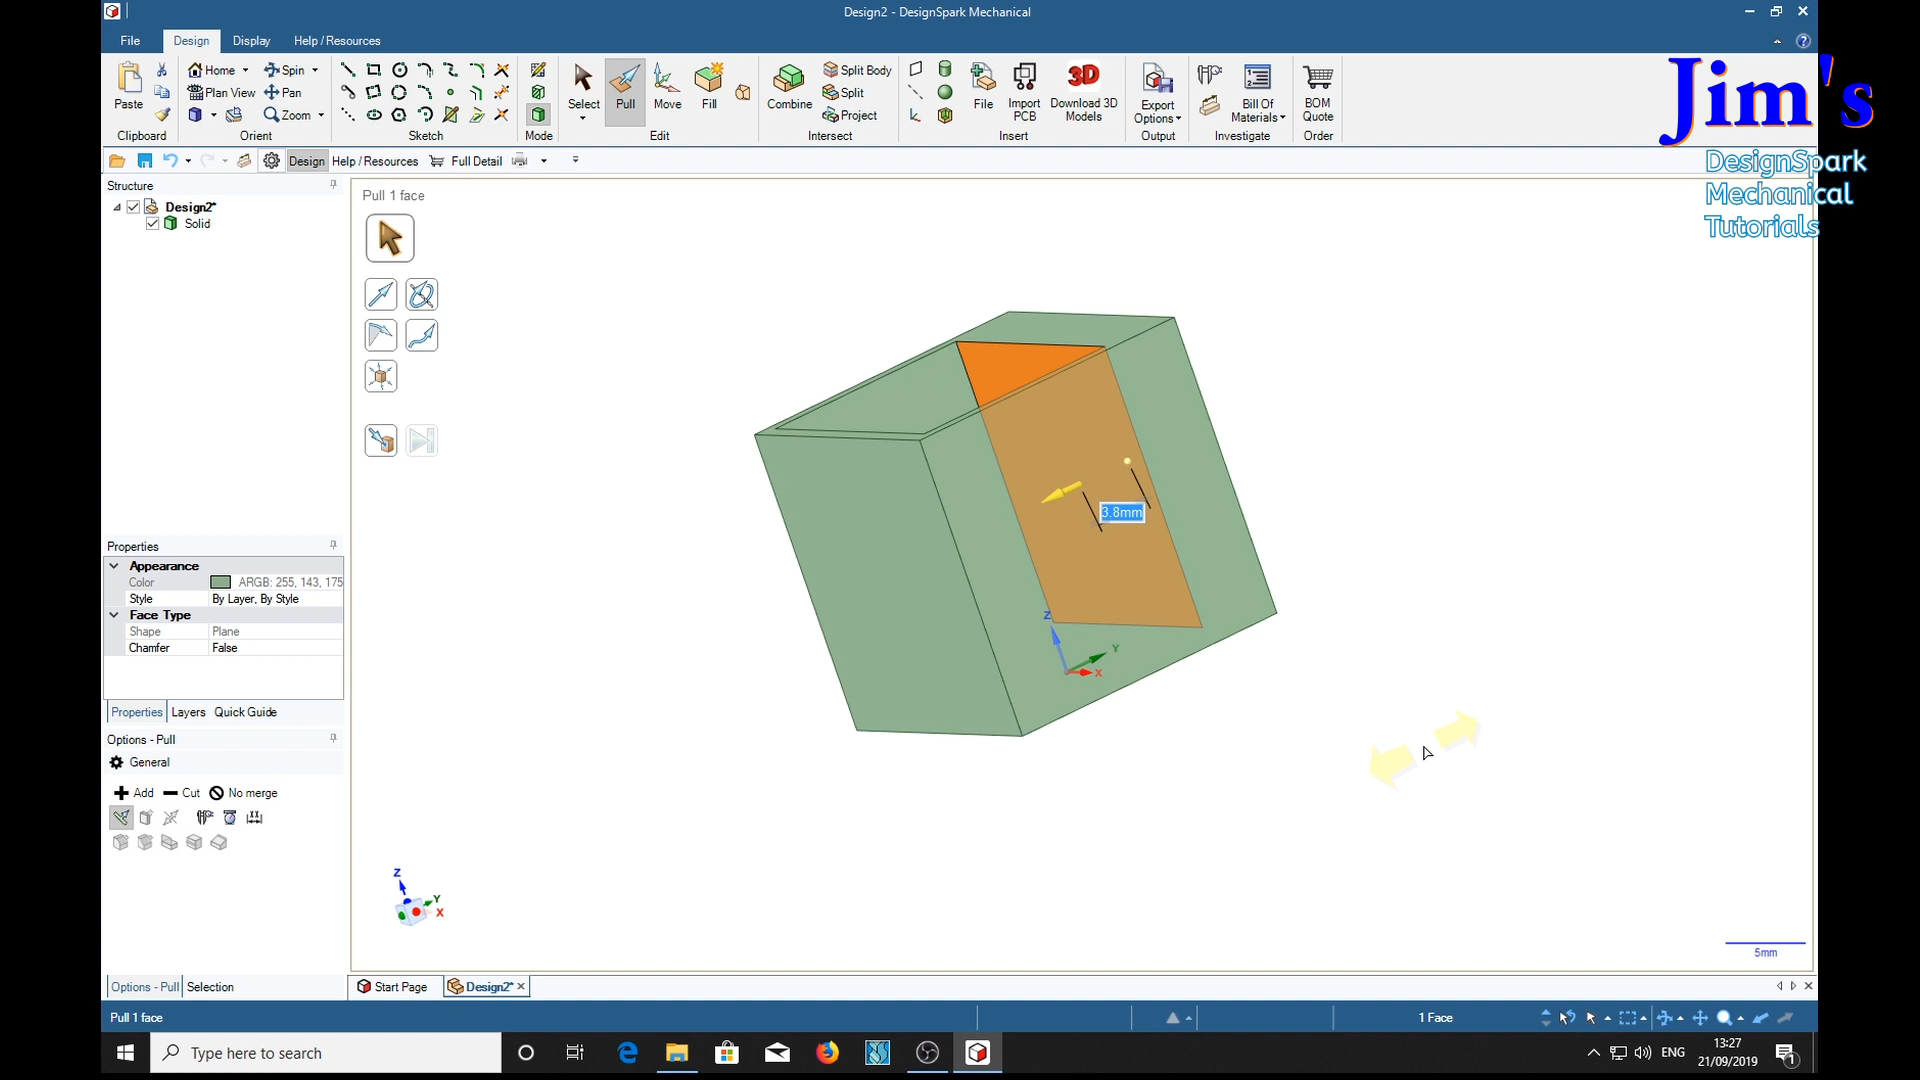 Design2 - DesignSpark Mechanical
File
Design
Display
Help / Resources
Jim's
DesignSpark
Mechanical
Tutorials
Paste
Clipboard
Home
Plan View
Spin
Pan
Zoom
Orient
Sketch
Mode
Select
Pull
Move
Fill
Edit
Combine
Split Body
Split
Project
Intersect
File
Import
PCB
Download 3D
Models
3D
Insert
Export
Options
Output
Bill Of
Materials
Investigate
BOM
Quote
Order
Design
Help / Resources
Full Detail
Structure
Design2*
Solid
Pull 1 face
3.8mm
Z
Y
X
Properties
Appearance
Color
ARGB: 255, 143, 175
Style
By Layer, By Style
Face Type
Shape
Plane
Chamfer
False
Properties
Layers
Quick Guide
Options - Pull
General
Add
Cut
No merge
Z
Y
X
5mm
Options - Pull
Selection
Start Page
Design2*
Pull 1 face
1 Face
Type here to search
ENG
13:27
21/09/2019
1